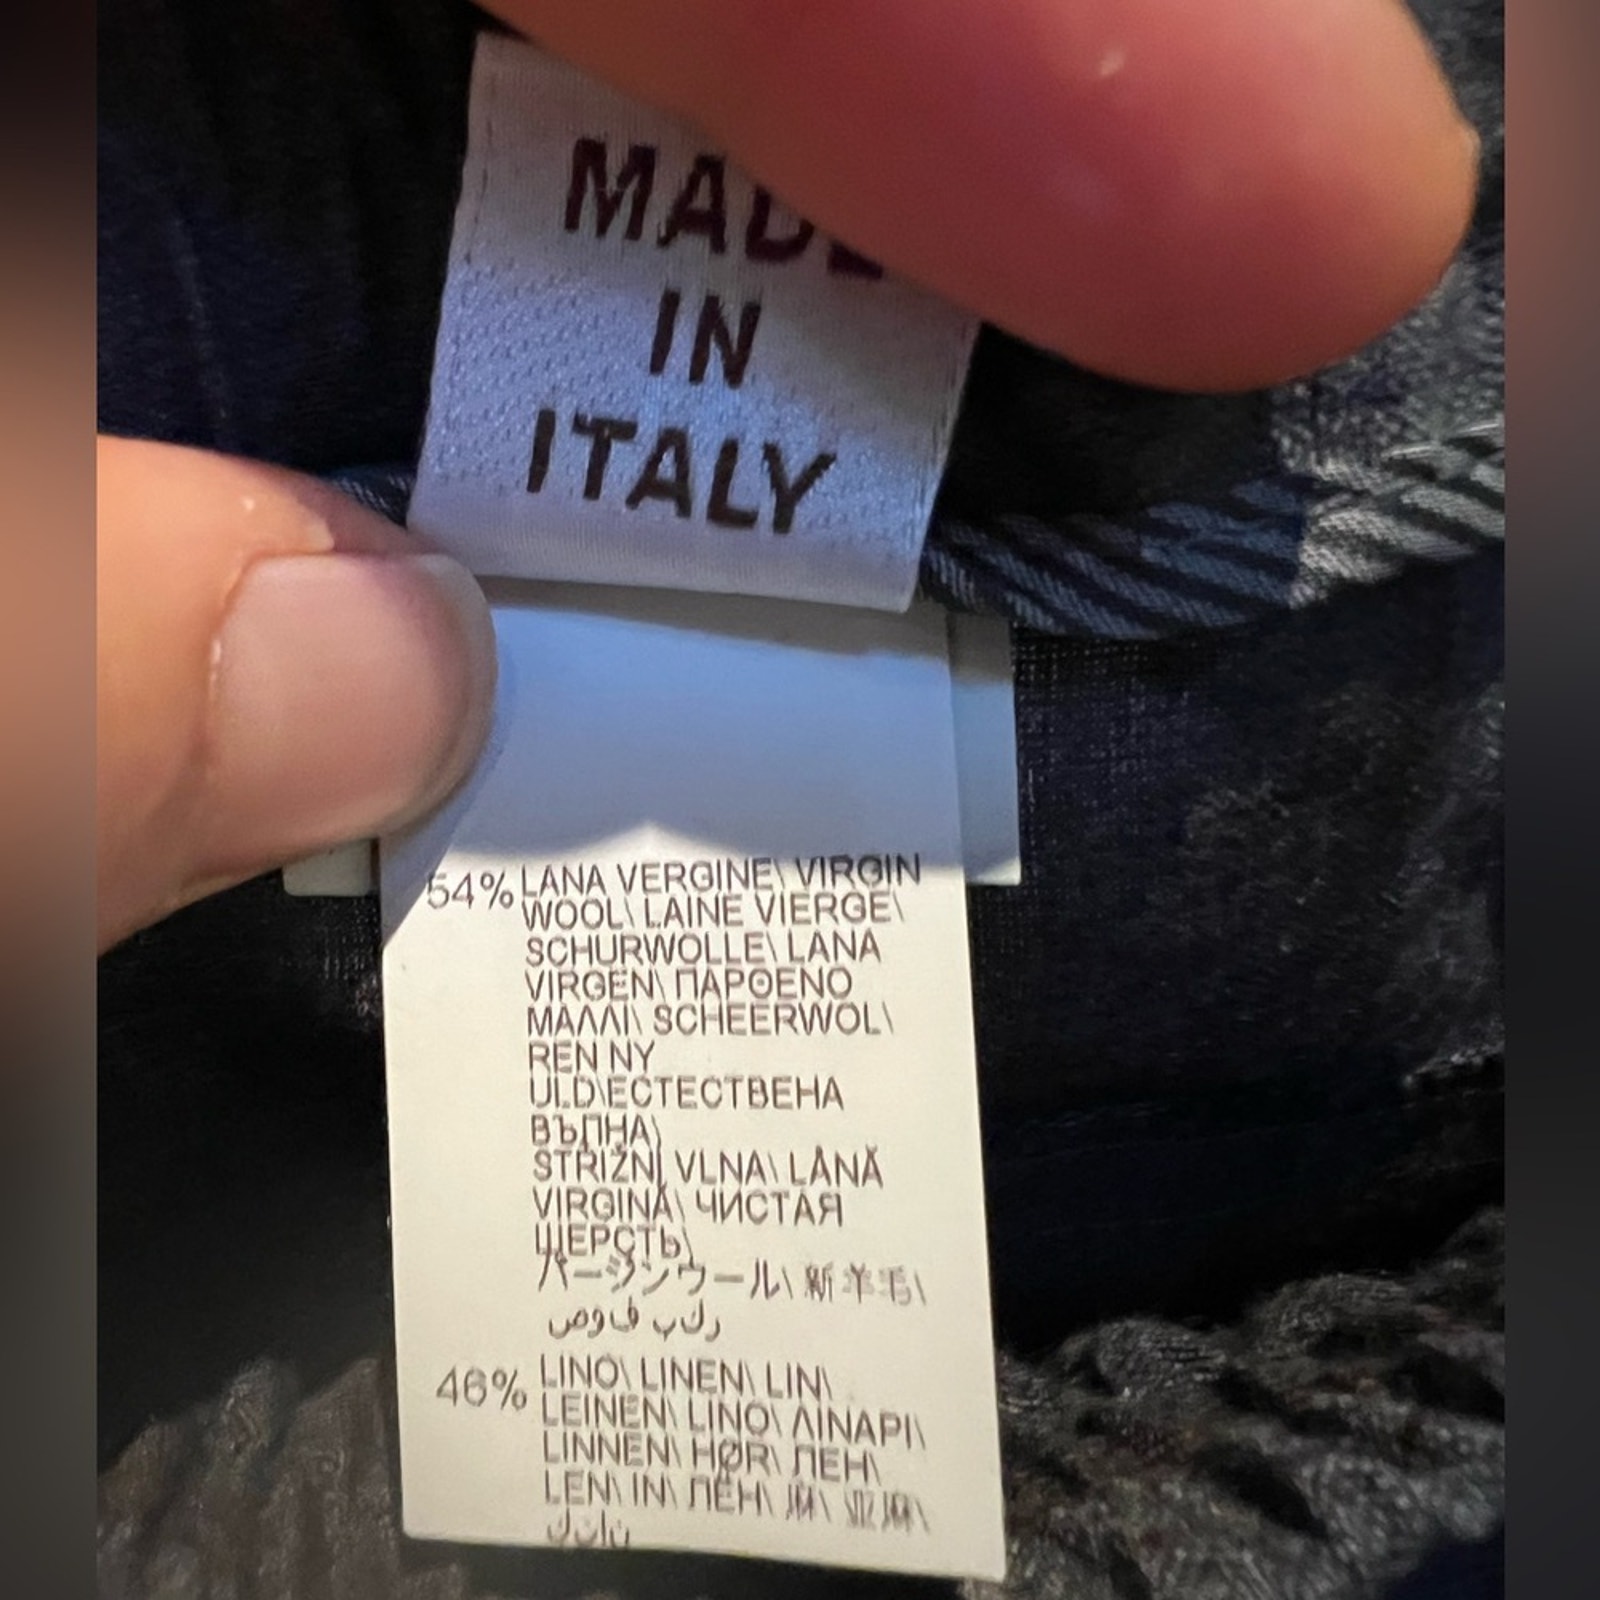 MADE
IN
ITALY
54% LANA VERGINE\ VIRGIN
WOOL\ LAINE VIERGE\
SCHURWOLLE\ LANA
VIRGEN\ ΠΑΡΘΕΝΟ
ΜΑΛΛΙ\ SCHEERWOL\
REN NY
ULD\ЕСТЕСТВЕНА
ВЪЛНА\
STŘIŽNÍ VLNA\ LÂNĂ
VIRGINĂ\ ЧИСТАЯ
ШЕРСТЬ\
バージンウール\ 新羊毛\
ص و ف ب ك ر
46% LINO\ LINEN\ LIN\
LEINEN\ LINO\ ΛΙΝΑΡΙ\
LINNEN\ HØR\ ЛЕН\
LEN\ IN\ ЛЁН\ 麻\ 亚麻\
ك ت ا ن